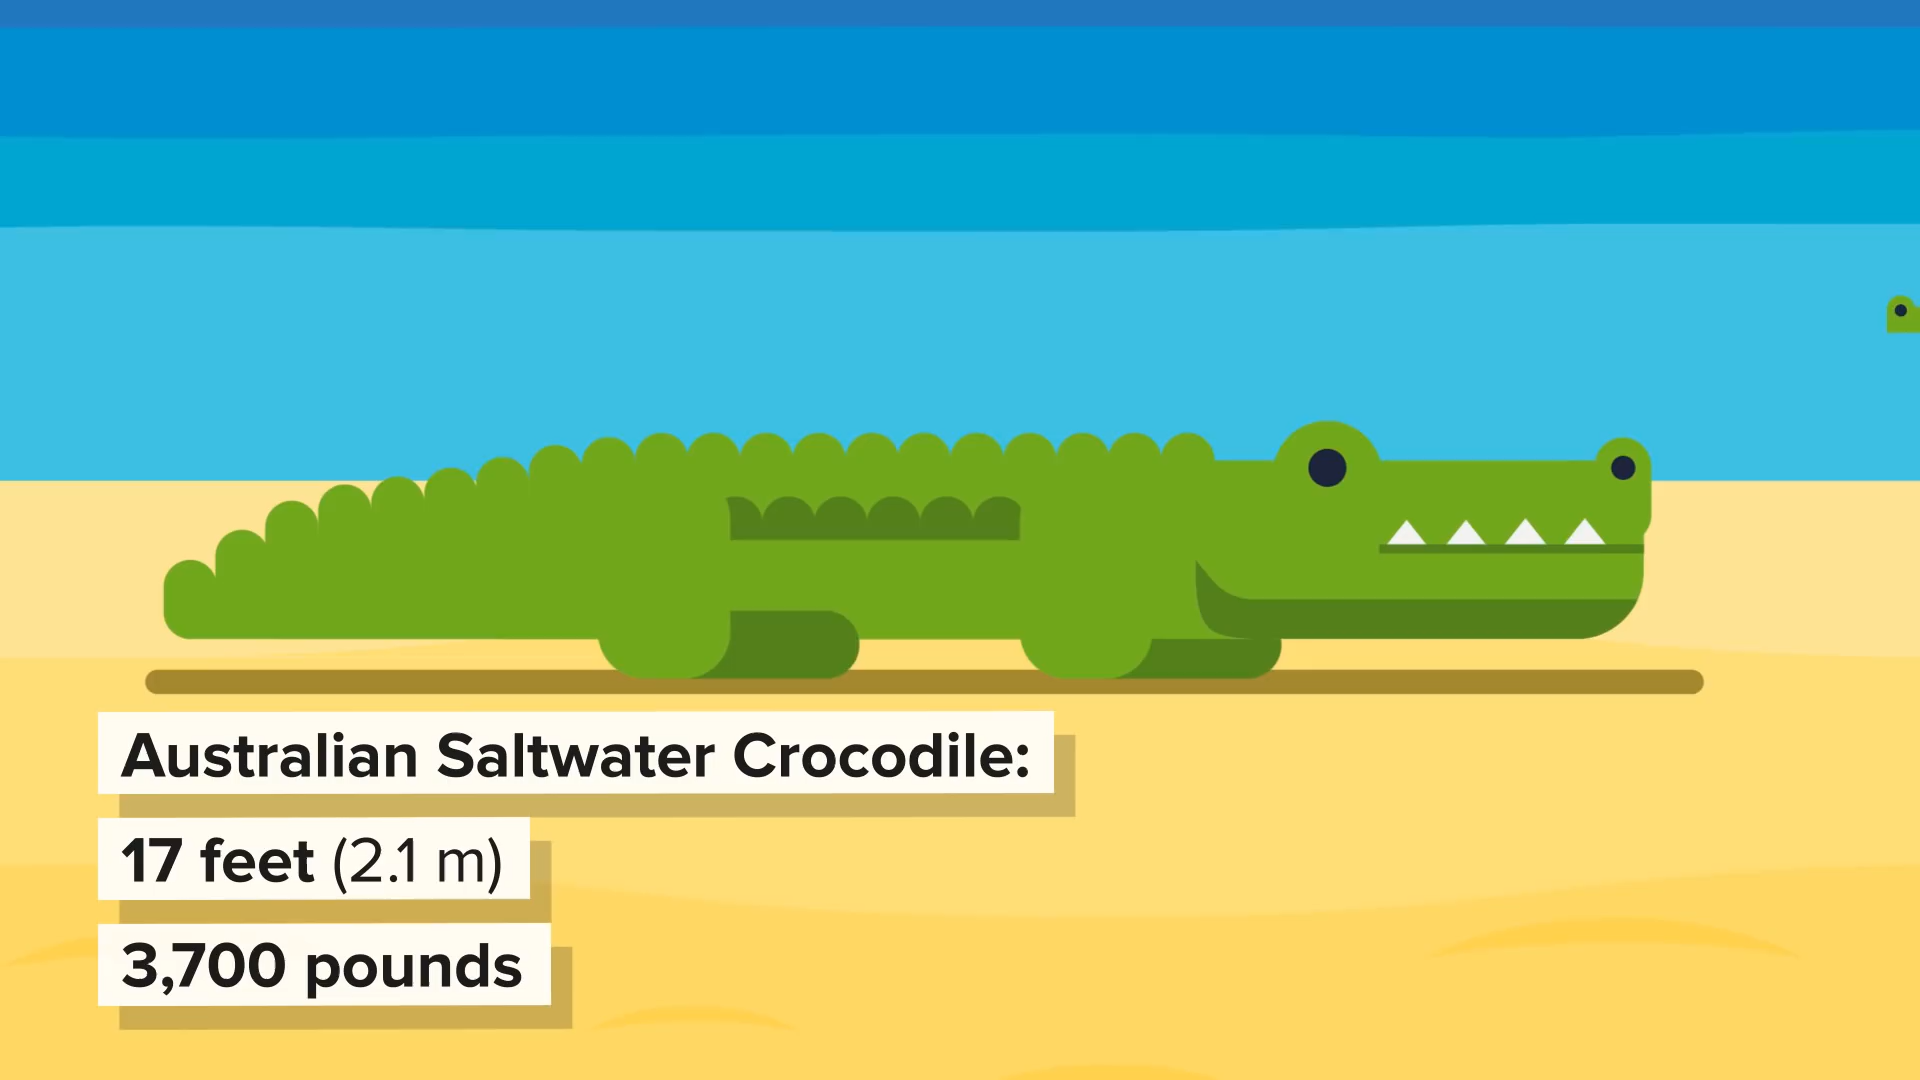 Australian Saltwater Crocodile:
17 feet (2.1 m)
3,700 pounds